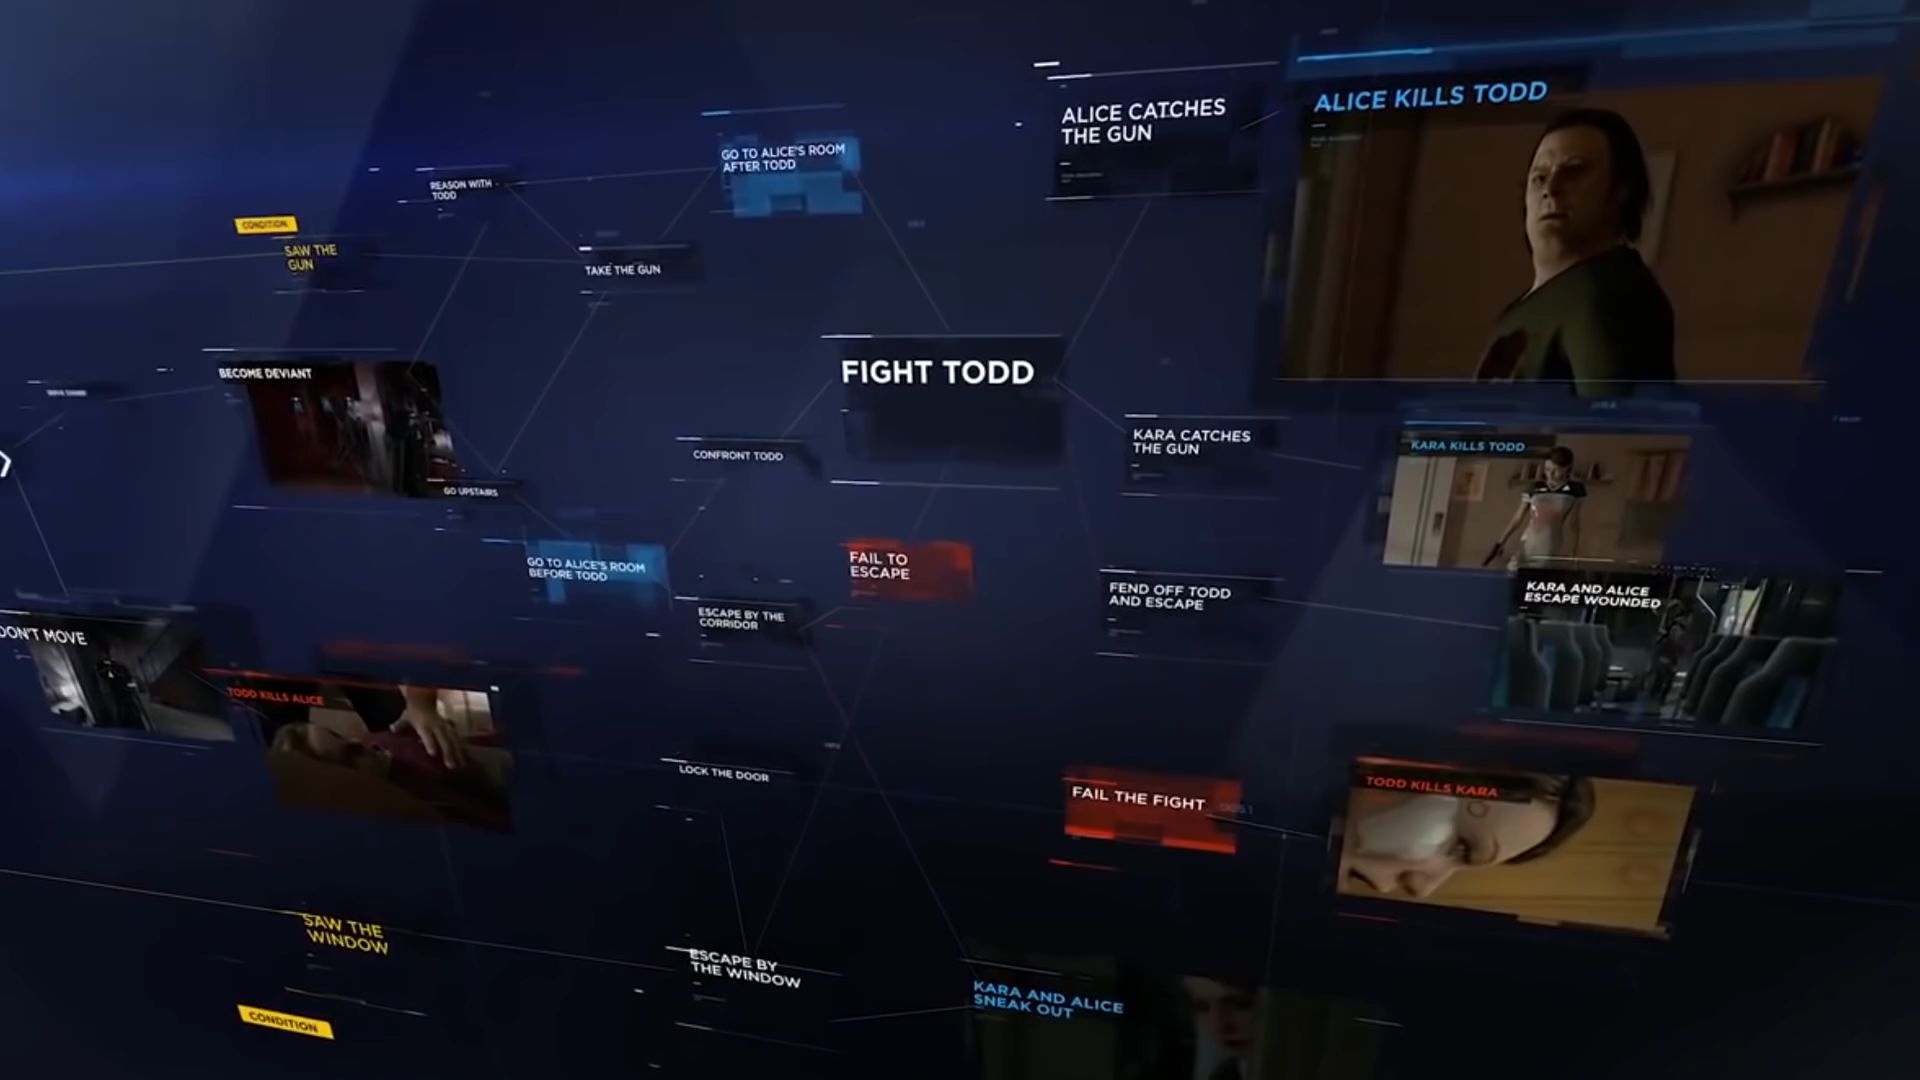 ALICE CATCHES
THE GUN
ALICE KILLS TODD
GO TO ALICE'S ROOM
AFTER TODD
REASON WITH
TODD
CONDITION
SAW THE
GUN
TAKE THE GUN
BECOME DEVIANT
FIGHT TODD
CONFRONT TODD
KARA CATCHES
THE GUN
KARA KILLS TODD
GO UPSTAIRS
GO TO ALICE'S ROOM
BEFORE TODD
FAIL TO
ESCAPE
ESCAPE BY THE
CORRIDOR
FEND OFF TODD
AND ESCAPE
KARA AND ALICE
ESCAPE WOUNDED
DON'T MOVE
TODD KILLS ALICE
LOCK THE DOOR
FAIL THE FIGHT
TODD KILLS KARA
SAW THE
WINDOW
CONDITION
ESCAPE BY
THE WINDOW
KARA AND ALICE
SNEAK OUT